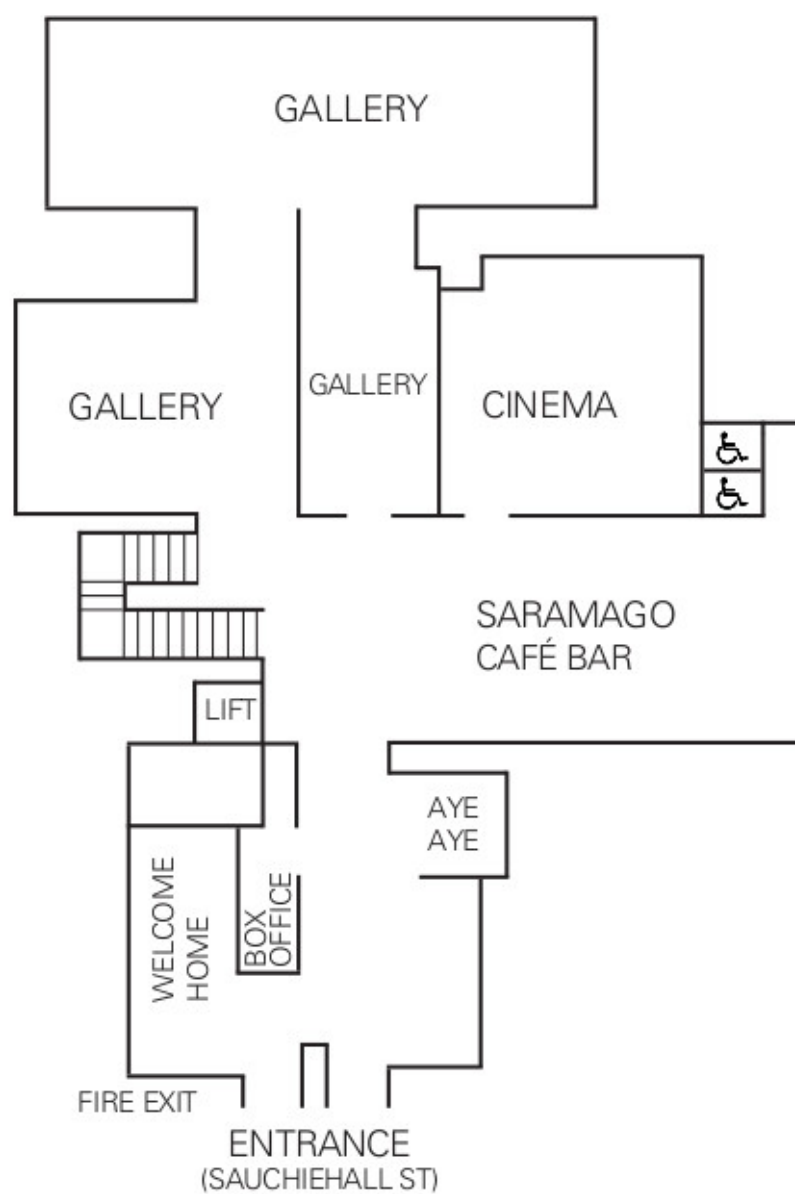 GALLERY
GALLERY
GALLERY
CINEMA
SARAMAGO
CAFÉ BAR
LIFT
AYE
AYE
WELCOME
HOME
BOX
OFFICE
FIRE EXIT
ENTRANCE
(SAUCHIEHALL ST)